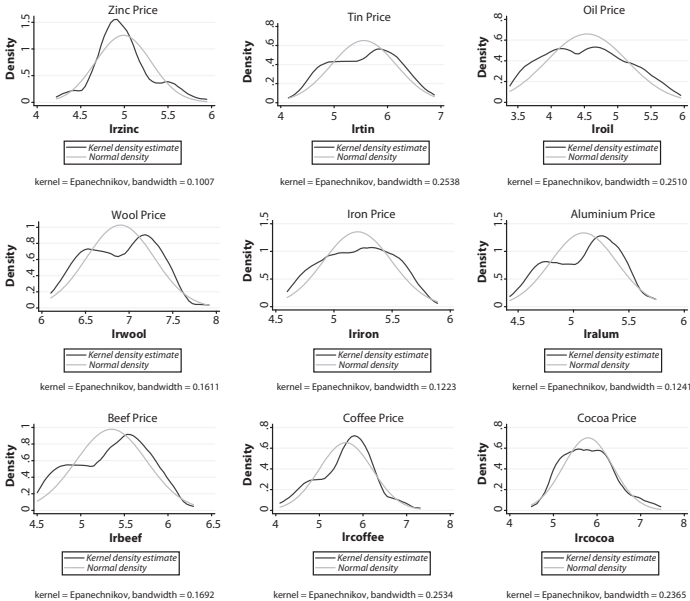 Zinc Price
Density
0 .5 1 1.5
4 4.5 5 5.5 6
lrzinc
Kernel density estimate
Normal density
kernel = Epanechnikov, bandwidth = 0.1007
Tin Price
Density
0 .2 .4 .6 .8
4 5 6 7
lrtin
Kernel density estimate
Normal density
kernel = Epanechnikov, bandwidth = 0.2538
Oil Price
Density
0 .2 .4 .6 .8
3.5 4 4.5 5 5.5 6
lroil
Kernel density estimate
Normal density
kernel = Epanechnikov, bandwidth = 0.2510
Wool Price
Density
0 .2 .4 .6 .8 1
6 6.5 7 7.5 8
lrwool
Kernel density estimate
Normal density
kernel = Epanechnikov, bandwidth = 0.1611
Iron Price
Density
0 .5 1 1.5
4.5 5 5.5 6
lriron
Kernel density estimate
Normal density
kernel = Epanechnikov, bandwidth = 0.1223
Aluminium Price
Density
0 .5 1 1.5
4.5 5 5.5 6
lralum
Kernel density estimate
Normal density
kernel = Epanechnikov, bandwidth = 0.1241
Beef Price
Density
0 .2 .4 .6 .8 1
4.5 5 5.5 6 6.5
lrbeef
Kernel density estimate
Normal density
kernel = Epanechnikov, bandwidth = 0.1692
Coffee Price
Density
0 .2 .4 .6 .8
4 5 6 7 8
lrcoffee
Kernel density estimate
Normal density
kernel = Epanechnikov, bandwidth = 0.2534
Cocoa Price
Density
0 .2 .4 .6 .8
4 5 6 7 8
lrcocoa
Kernel density estimate
Normal density
kernel = Epanechnikov, bandwidth = 0.2365